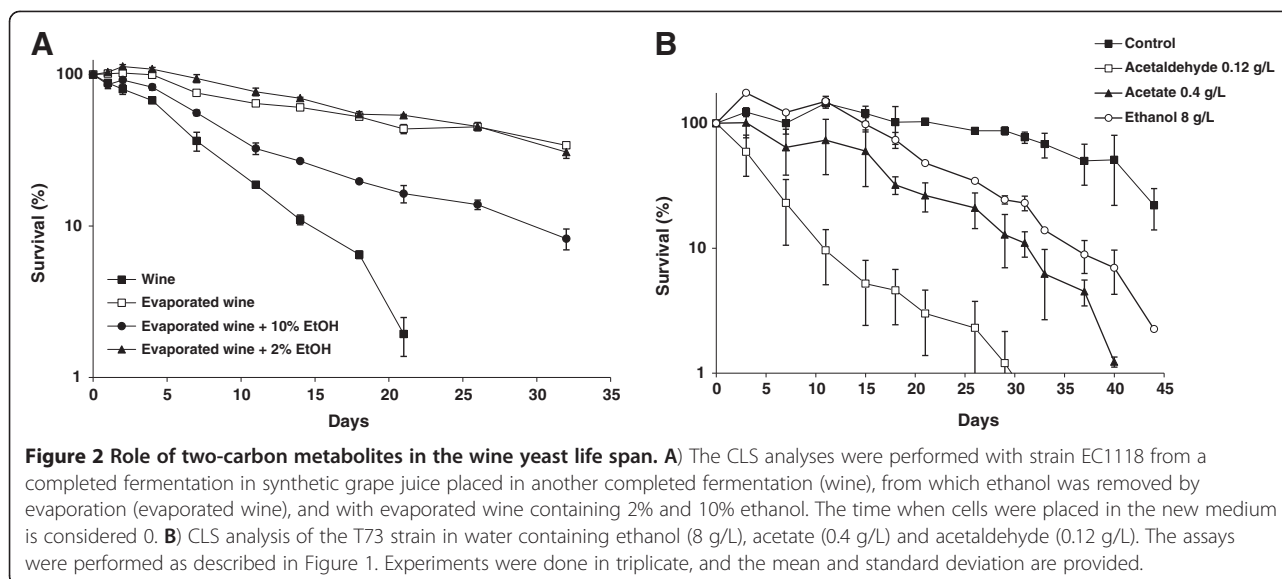 A
100
10
1
Survival (%)
Wine
Evaporated wine
Evaporated wine + 10% EtOH
Evaporated wine + 2% EtOH
0 5 10 15 20 25 30 35
Days
B
Control
Acetaldehyde 0.12 g/L
Acetate 0.4 g/L
Ethanol 8 g/L
100
10
1
Survival (%)
0 5 10 15 20 25 30 35 40 45
Days
Figure 2 Role of two-carbon metabolites in the wine yeast life span. A) The CLS analyses were performed with strain EC1118 from a
completed fermentation in synthetic grape juice placed in another completed fermentation (wine), from which ethanol was removed by
evaporation (evaporated wine), and with evaporated wine containing 2% and 10% ethanol. The time when cells were placed in the new medium
is considered 0. B) CLS analysis of the T73 strain in water containing ethanol (8 g/L), acetate (0.4 g/L) and acetaldehyde (0.12 g/L). The assays
were performed as described in Figure 1. Experiments were done in triplicate, and the mean and standard deviation are provided.